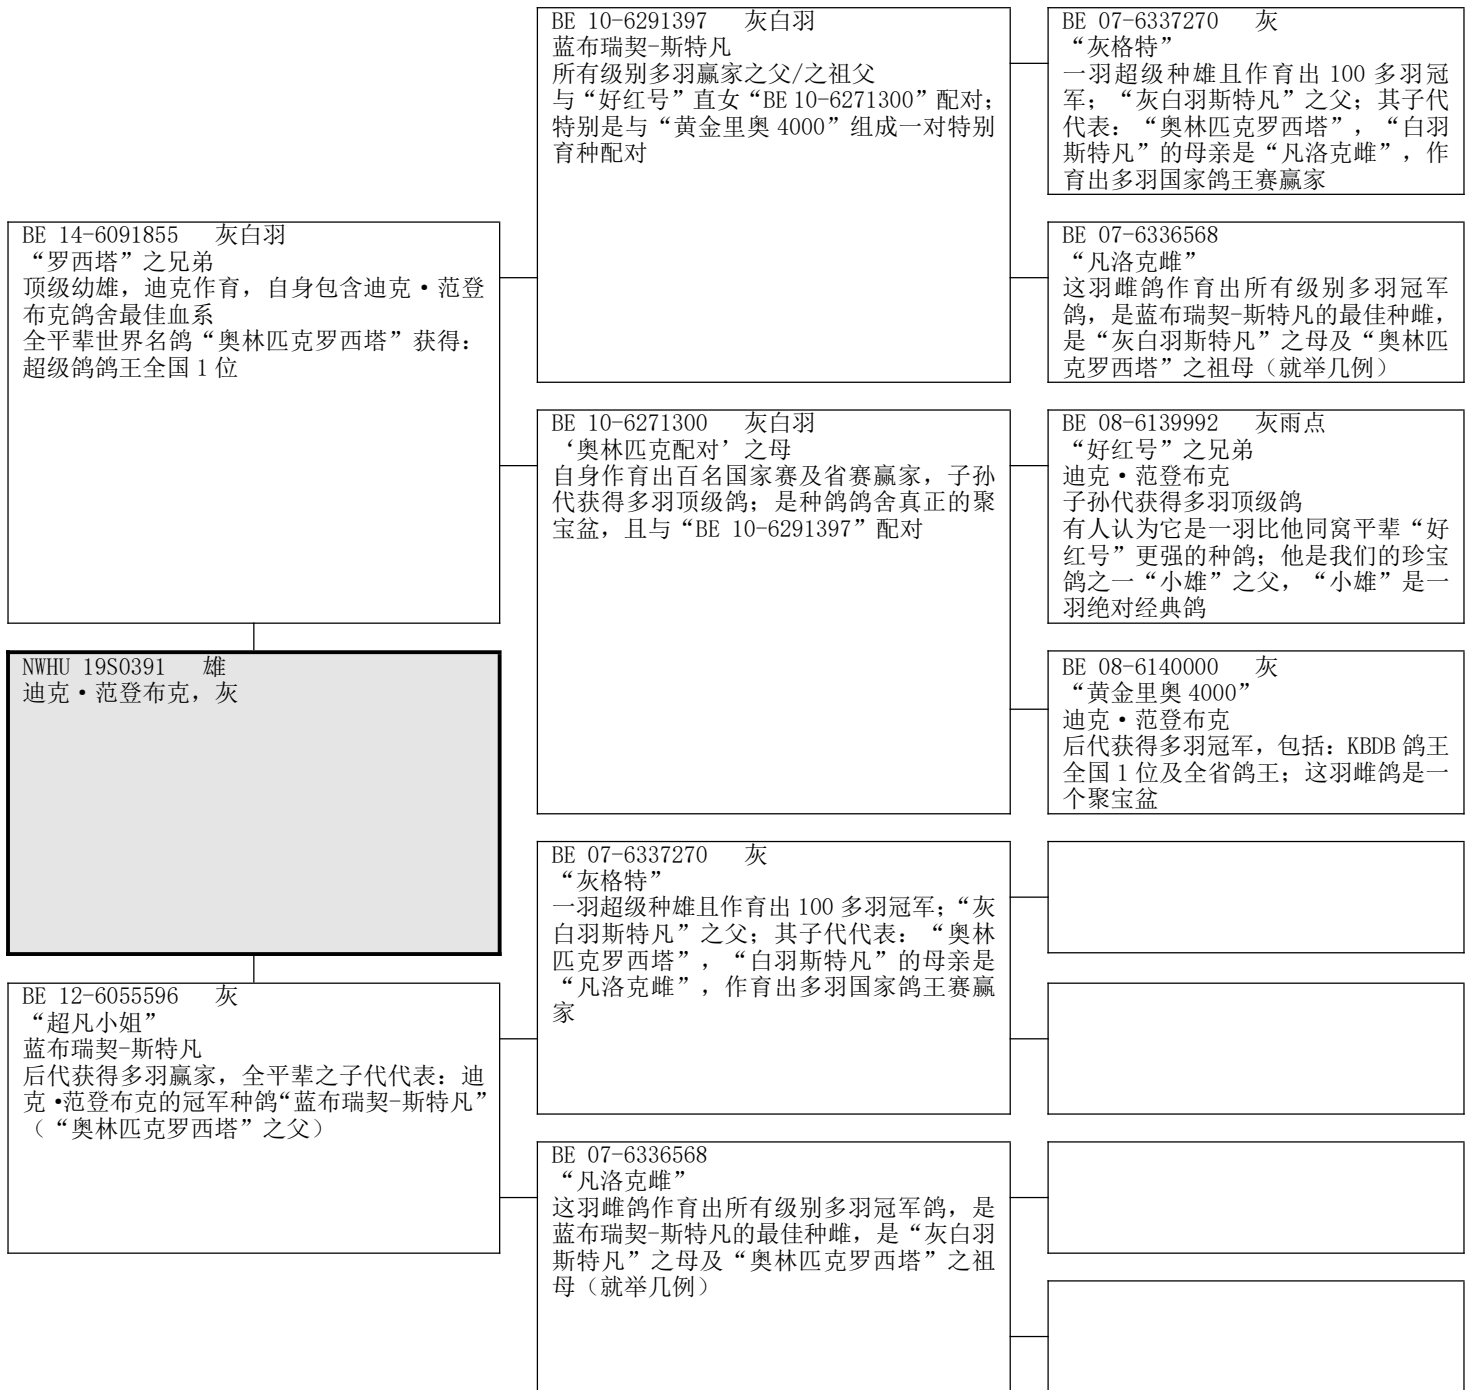 BE 10-6291397 灰白羽
蓝布瑞契-斯特凡
所有级别多羽赢家之父/之祖父
与“好红号”直女“BE 10-6271300”配对；
特别是与“黄金里奥 4000”组成一对特别
育种配对
BE 07-6337270 灰
“灰格特”
一羽超级种雄且作育出 100 多羽冠
军；“灰白羽斯特凡”之父；其子代
代表：“奥林匹克罗西塔”，“白羽
斯特凡”的母亲是“凡洛克雌”，作
育出多羽国家鸽王赛赢家
BE 14-6091855 灰白羽
“罗西塔”之兄弟
顶级幼雄，迪克作育，自身包含迪克·范登
布克鸽舍最佳血系
全平辈世界名鸽“奥林匹克罗西塔”获得：
超级鸽鸽王全国 1 位
BE 07-6336568
“凡洛克雌”
这羽雌鸽作育出所有级别多羽冠军
鸽，是蓝布瑞契-斯特凡的最佳种雌，
是“灰白羽斯特凡”之母及“奥林匹
克罗西塔”之祖母（就举几例）
BE 10-6271300 灰白羽
‘奥林匹克配对’之母
自身作育出百名国家赛及省赛赢家，子孙
代获得多羽顶级鸽；是种鸽鸽舍真正的聚
宝盆，且与“BE 10-6291397”配对
BE 08-6139992 灰雨点
“好红号”之兄弟
迪克·范登布克
子孙代获得多羽顶级鸽
有人认为它是一羽比他同窝平辈“好
红号”更强的种鸽；他是我们的珍宝
鸽之一“小雄”之父，“小雄”是一
羽绝对经典鸽
NWHU 19S0391 雄
迪克·范登布克，灰
BE 08-6140000 灰
“黄金里奥 4000”
迪克·范登布克
后代获得多羽冠军，包括：KBDB 鸽王
全国 1 位及全省鸽王；这羽雌鸽是一
个聚宝盆
BE 07-6337270 灰
“灰格特”
一羽超级种雄且作育出 100 多羽冠军；“灰
白羽斯特凡”之父；其子代代表：“奥林
匹克罗西塔”，“白羽斯特凡”的母亲是
“凡洛克雌”，作育出多羽国家鸽王赛赢
家
BE 12-6055596 灰
“超凡小姐”
蓝布瑞契-斯特凡
后代获得多羽赢家，全平辈之子代代表：迪
克·范登布克的冠军种鸽“蓝布瑞契-斯特凡”
（“奥林匹克罗西塔”之父）
BE 07-6336568
“凡洛克雌”
这羽雌鸽作育出所有级别多羽冠军鸽，是
蓝布瑞契-斯特凡的最佳种雌，是“灰白羽
斯特凡”之母及“奥林匹克罗西塔”之祖
母（就举几例）